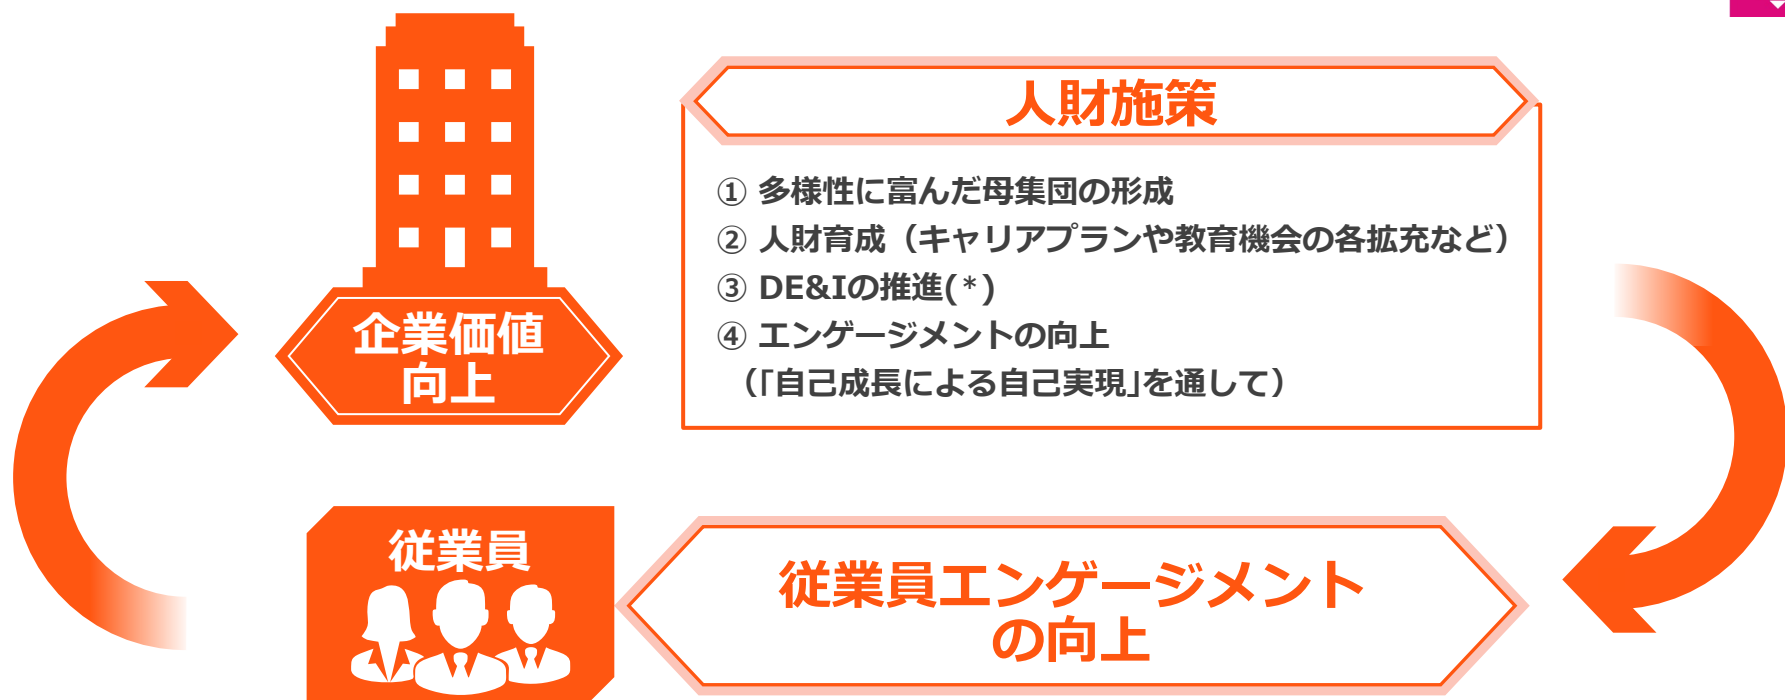 企業価値
向上
人財施策
① 多様性に富んだ母集団の形成
② 人財育成（キャリアプランや教育機会の各拡充など）
③ DE&Iの推進(*)
④ エンゲージメントの向上
（｢自己成長による自己実現｣を通して）
従業員
従業員エンゲージメント
の向上